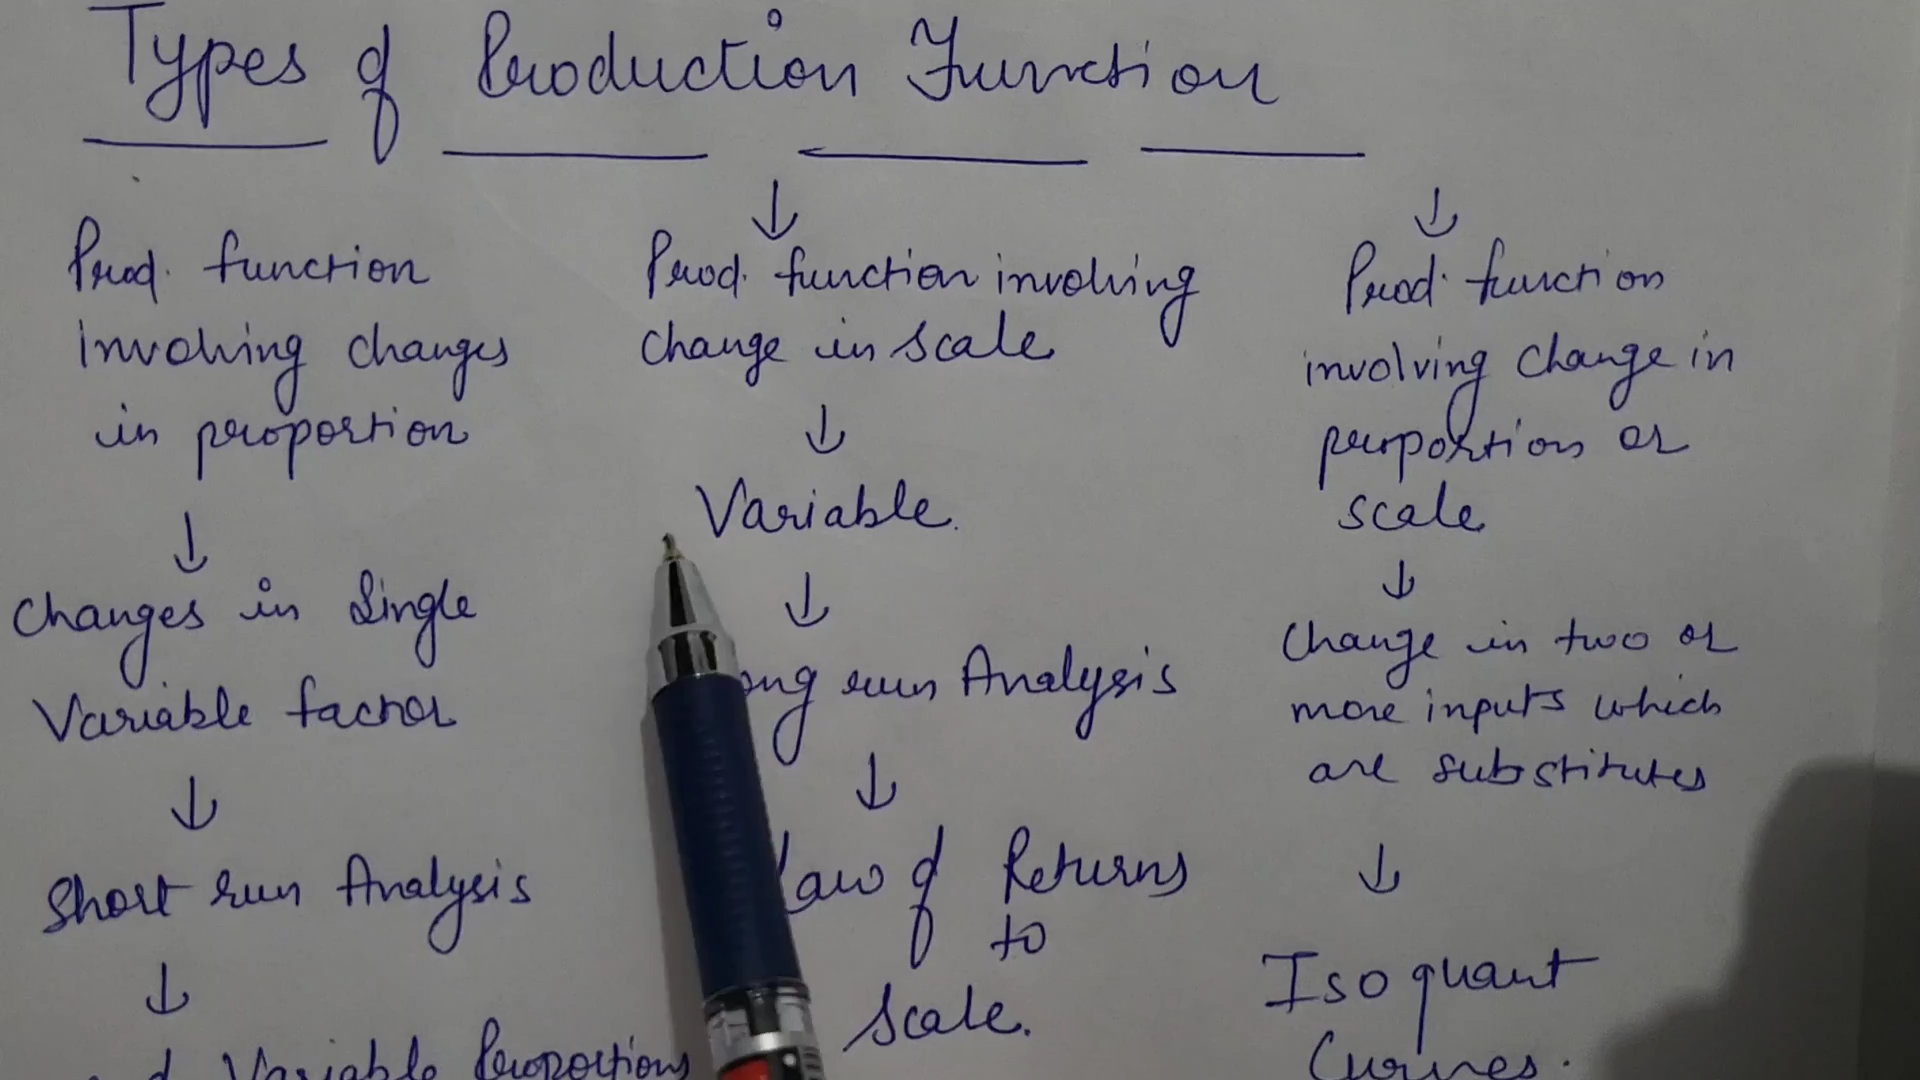 Types of Production Function
Prod. function
involving changes
in proportion
Changes in Single
Variable factor
Short run Analysis
Variable Proportions
Prod. function involving
change in scale
Variable.
run Analysis
Law of Returns
to
Scale.
Prod. function
involving change in
proportion or
scale
Change in two or
more inputs which
are substitutes
Isoquant
Curves.